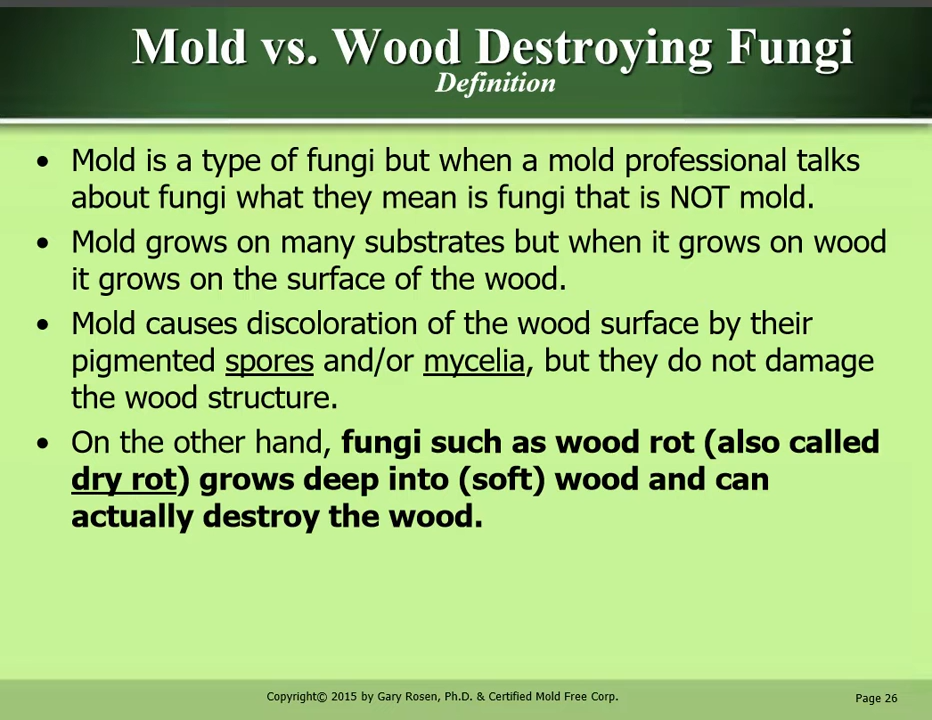 Mold vs. Wood Destroying Fungi
Definition
• Mold is a type of fungi but when a mold professional talks
about fungi what they mean is fungi that is NOT mold.
• Mold grows on many substrates but when it grows on wood
it grows on the surface of the wood.
• Mold causes discoloration of the wood surface by their
pigmented spores and/or mycelia, but they do not damage
the wood structure.
• On the other hand, fungi such as wood rot (also called
dry rot) grows deep into (soft) wood and can
actually destroy the wood.
Copyright© 2015 by Gary Rosen, Ph.D. & Certified Mold Free Corp.
Page 26